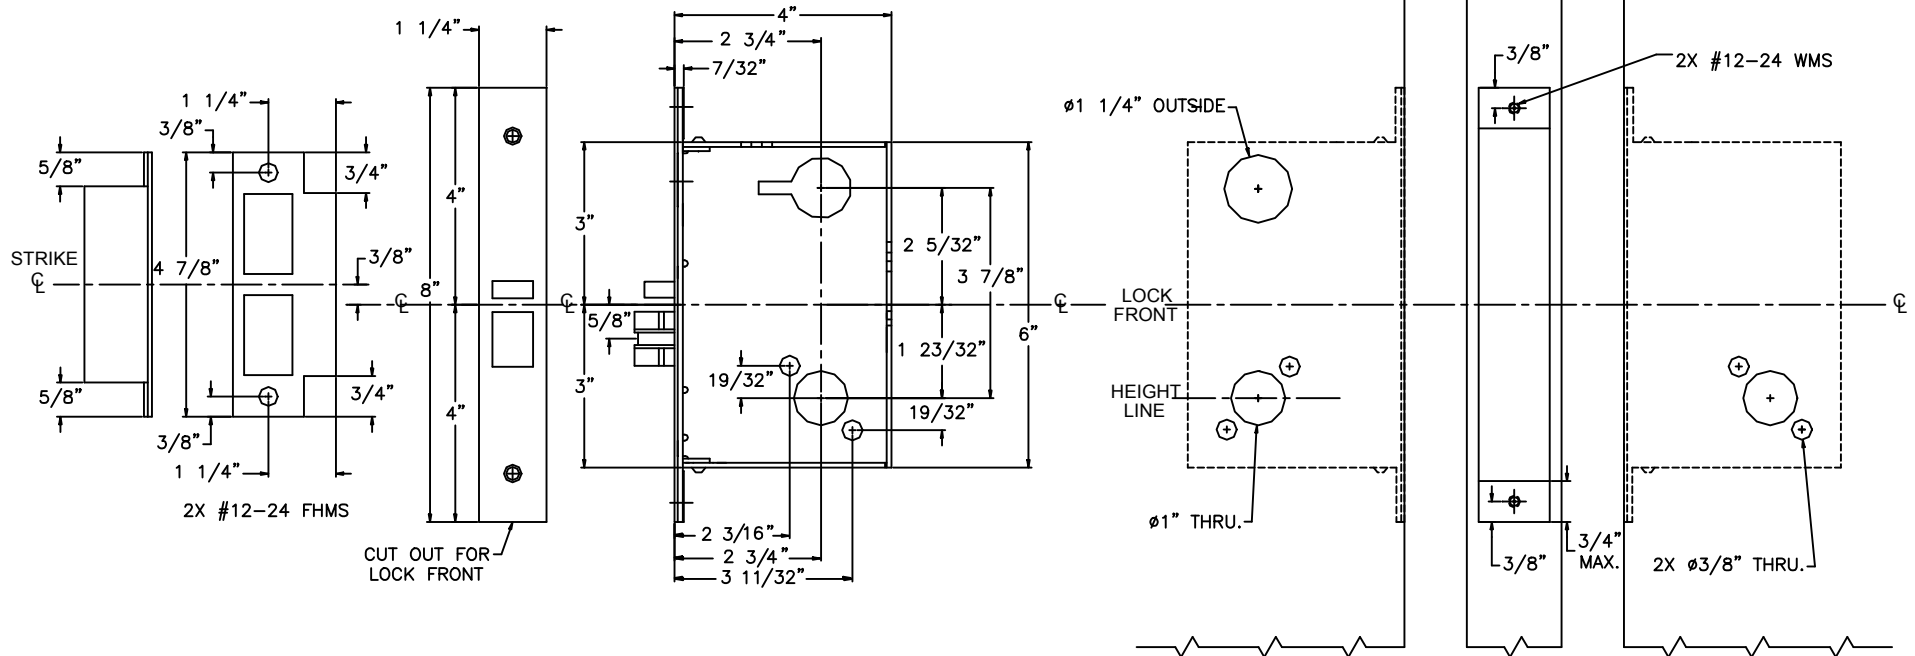 1 1/4”
3/8”
5/8”
3/4”
STRIKE
℄
4 7/8”
3/8”
5/8”
3/4”
3/8”
1 1/4”
2X #12–24 FHMS
1 1/4”
4”
8”
℄
4”
CUT OUT FOR
LOCK FRONT
4”
2 3/4”
7/32”
3”
2 5/32”
3 7/8”
℄
5/8”
6”
1 23/32”
3”
19/32”
19/32”
2 3/16”
2 3/4”
3 11/32”
ø1 1/4” OUTSIDE
℄
LOCK
FRONT
HEIGHT
LINE
ø1” THRU.
3/8”
2X #12–24 WMS
℄
3/4”
MAX.
3/8”
2X ø3/8” THRU.